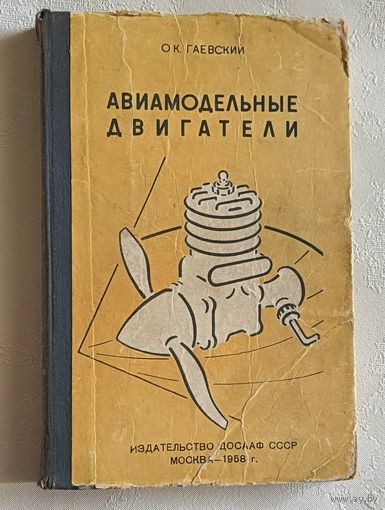 О. К. ГАЕВСКИЙ
АВИАМОДЕЛЬНЫЕ
ДВИГАТЕЛИ
ИЗДАТЕЛЬСТВО ДОСААФ СССР
МОСКВА—1958 г.